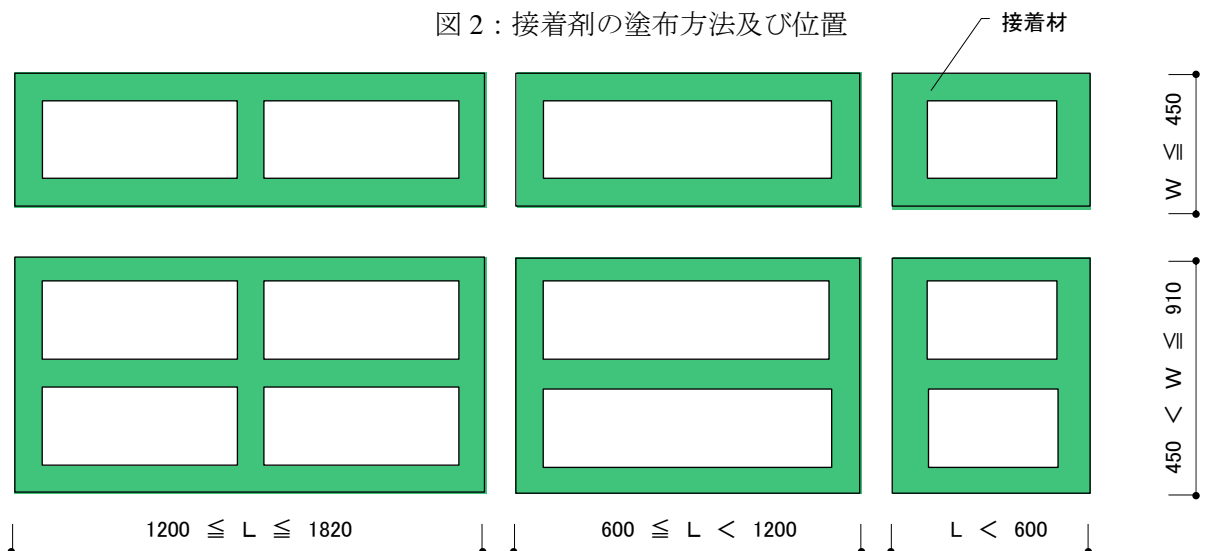 図2：接着剤の塗布方法及び位置
接着材
W ≦ 450
450 < W ≦ 910
1200 ≦ L ≦ 1820
600 ≦ L < 1200
L < 600